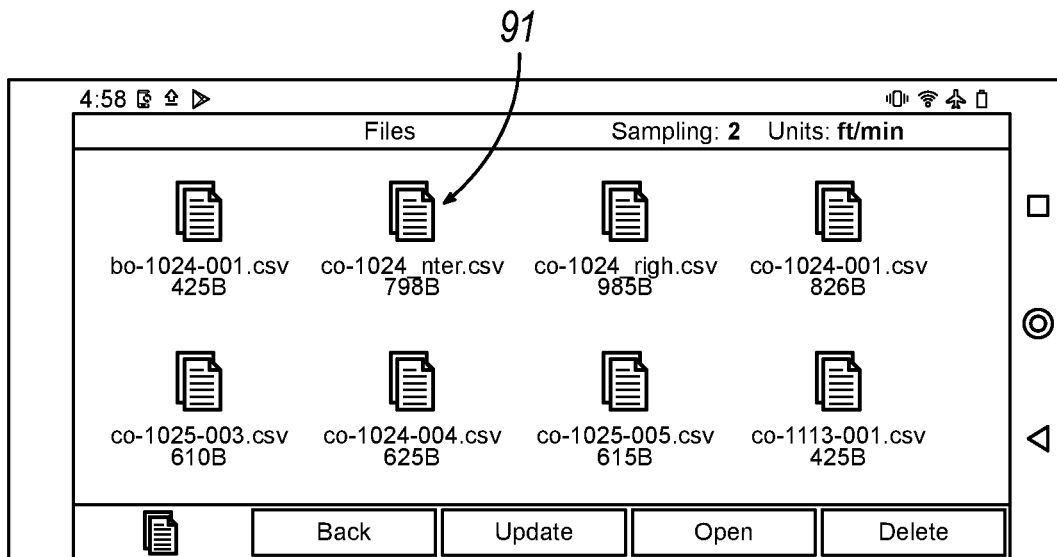 91
4:58
Files Sampling: 2 Units: ft/min
bo-1024-001.csv co-1024_nter.csv co-1024_righ.csv co-1024-001.csv
425B 798B 985B 826B
co-1025-003.csv co-1024-004.csv co-1025-005.csv co-1113-001.csv
610B 625B 615B 425B
Back Update Open Delete